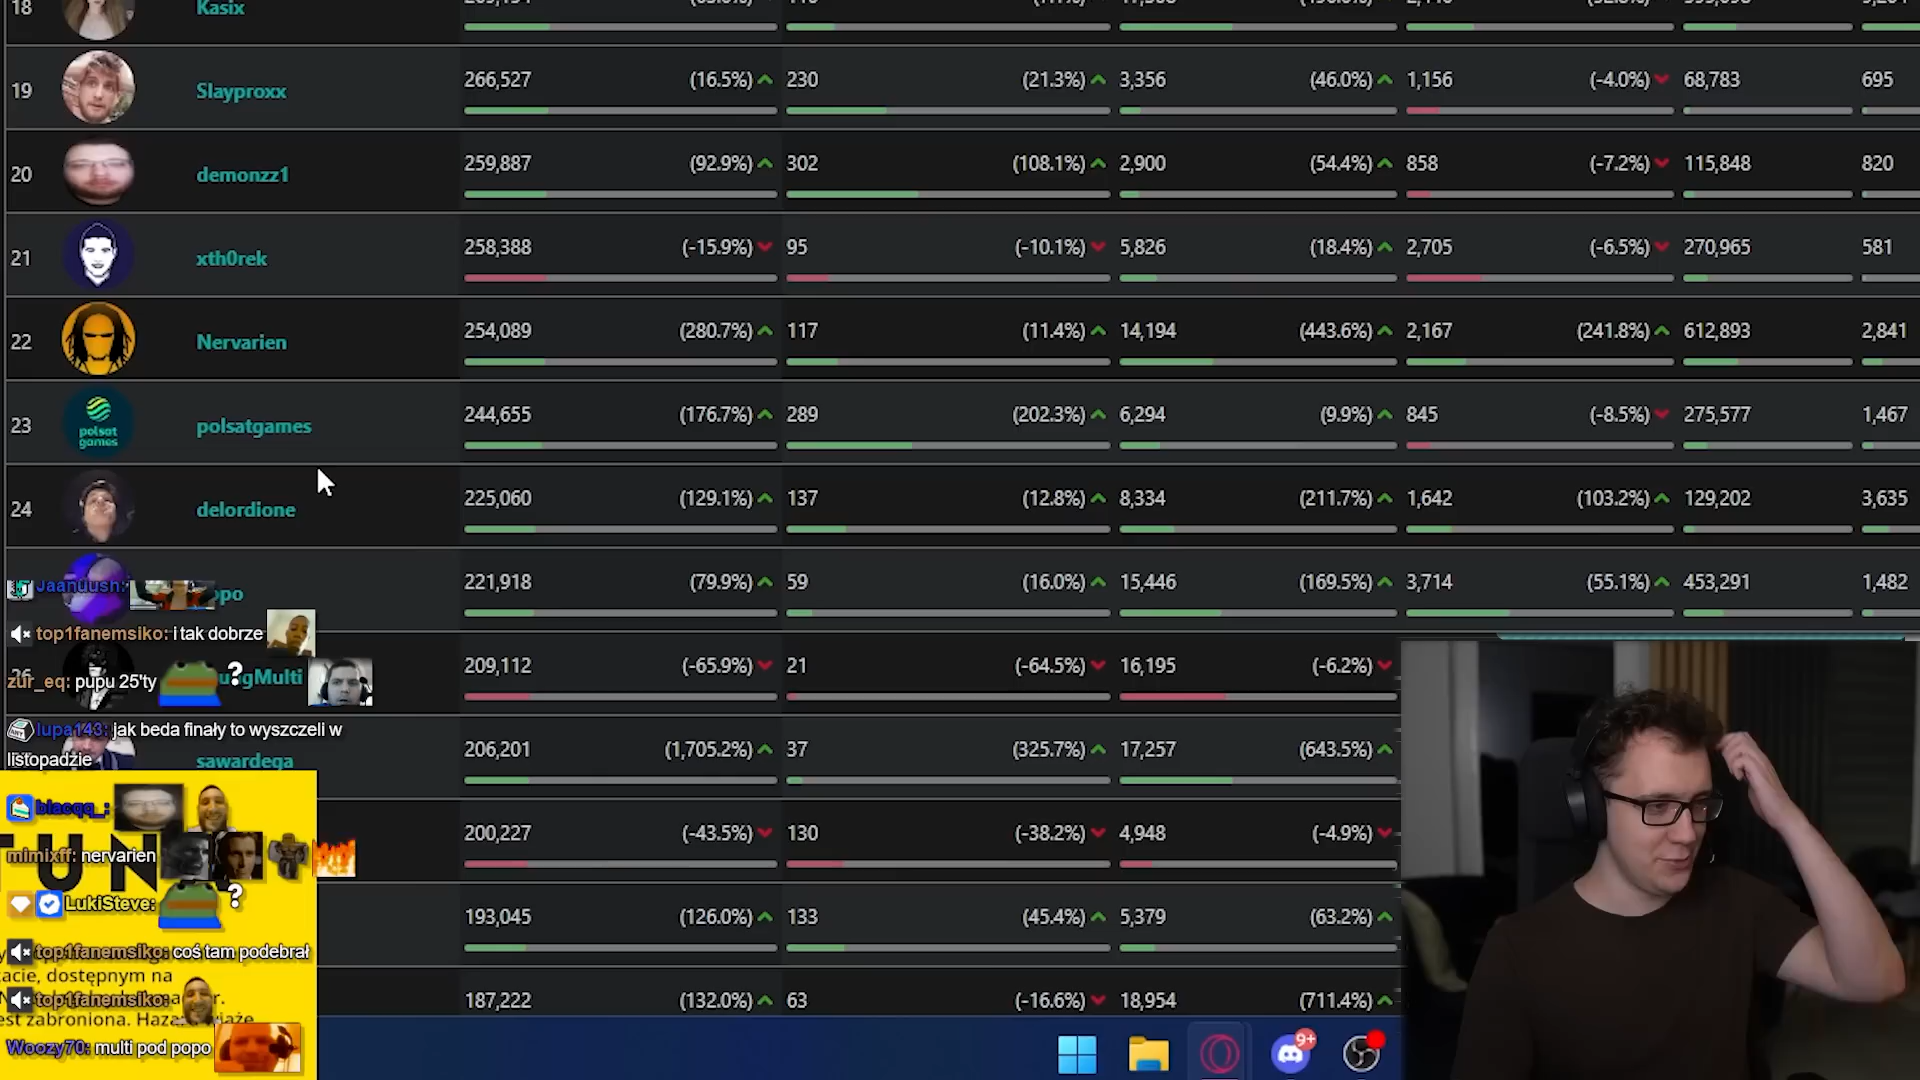 18 Kasix
19 Slayproxx 266,527 (16.5%) 230 (21.3%) 3,356 (46.0%) 1,156 (-4.0%) 68,783 695
20 demonzz1 259,887 (92.9%) 302 (108.1%) 2,900 (54.4%) 858 (-7.2%) 115,848 820
21 xth0rek 258,388 (-15.9%) 95 (-10.1%) 5,826 (18.4%) 2,705 (-6.5%) 270,965 581
22 Nervarien 254,089 (280.7%) 117 (11.4%) 14,194 (443.6%) 2,167 (241.8%) 612,893 2,841
polsat
games
23 polsatgames 244,655 (176.7%) 289 (202.3%) 6,294 (9.9%) 845 (-8.5%) 275,577 1,467
24 delordione 225,060 (129.1%) 137 (12.8%) 8,334 (211.7%) 1,642 (103.2%) 129,202 3,635
221,918 (79.9%) 59 (16.0%) 15,446 (169.5%) 3,714 (55.1%) 453,291 1,482
209,112 (-65.9%) 21 (-64.5%) 16,195 (-6.2%)
sawardega 206,201 (1,705.2%) 37 (325.7%) 17,257 (643.5%)
200,227 (-43.5%) 130 (-38.2%) 4,948 (-4.9%)
193,045 (126.0%) 133 (45.4%) 5,379 (63.2%)
187,222 (132.0%) 63 (-16.6%) 18,954 (711.4%)
Jaanuush:
top1fanemsiko: i tak dobrze
zur_eq: pupu 25'ty
lupa143: jak beda finały to wyszczeli w
listopadzie
blacqq_:
mimixff: nervarien
LukiSteve:
top1fanemsiko: coś tam podebrał
dostępnym na
top1fanemsiko:
est zabroniona.
Woozy70: multi pod popo
9+